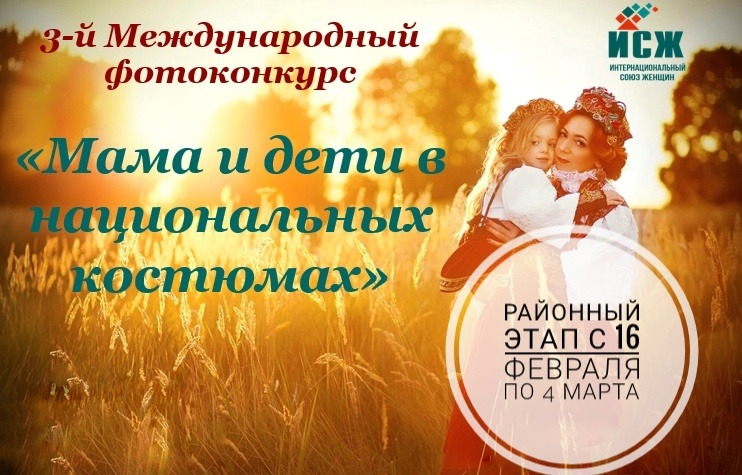 3-й Международный
фотоконкурс
ИСЖ
ИНТЕРНАЦИОНАЛЬНЫЙ
СОЮЗ ЖЕНЩИН
«Мама и дети в
национальных
костюмах»
РАЙОННЫЙ
ЭТАП С 16
ФЕВРАЛЯ
ПО 4 МАРТА